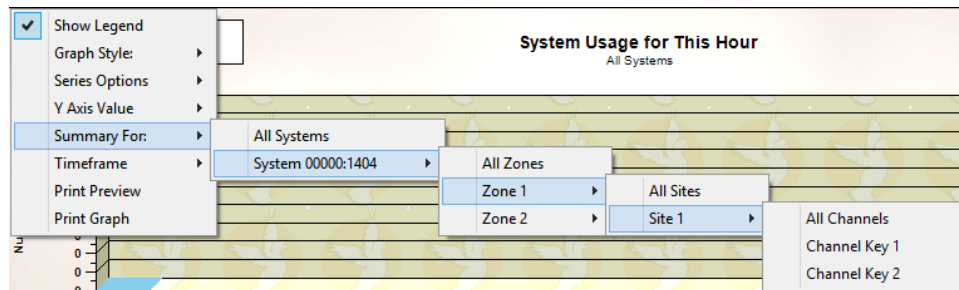 Show Legend
Graph Style:
Series Options
Y Axis Value
Summary For:
Timeframe
Print Preview
Print Graph
System Usage for This Hour
All Systems
All Systems
System 00000:1404
All Zones
Zone 1
Zone 2
All Sites
Site 1
All Channels
Channel Key 1
Channel Key 2
Nu
0
0
0